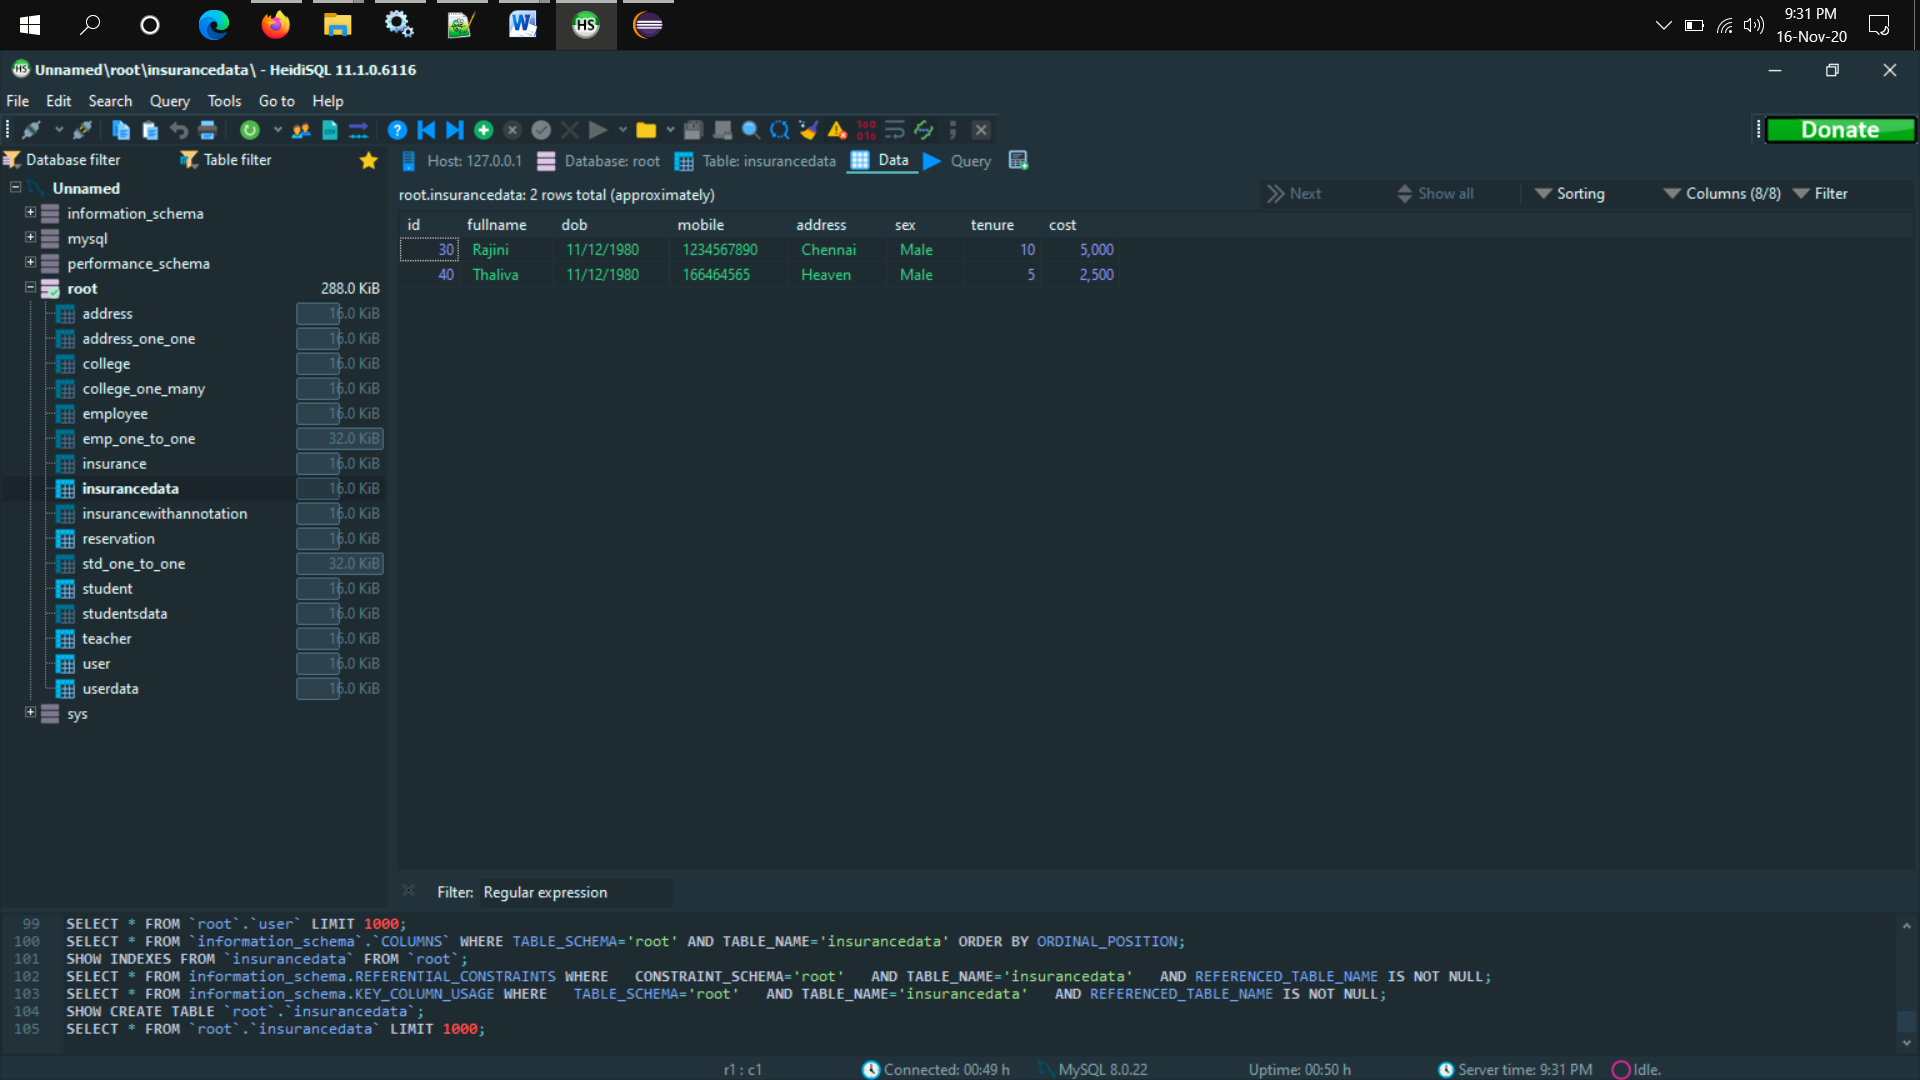 9:31 PM
16-Nov-20
Unnamed\root\insurancedata\ - HeidiSQL 11.1.0.6116
File Edit Search Query Tools Go to Help
Donate
Database filter Table filter
Host: 127.0.0.1 Database: root Table: insurancedata Data Query
root.insurancedata: 2 rows total (approximately) Next Show all Sorting Columns (8/8) Filter
id fullname dob mobile address sex tenure cost
30 Rajini 11/12/1980 1234567890 Chennai Male 10 5,000
40 Thaliva 11/12/1980 166464565 Heaven Male 5 2,500
Unnamed
information_schema
mysql
performance_schema
root 288.0 KiB
address 16.0 KiB
address_one_one 16.0 KiB
college 16.0 KiB
college_one_many 16.0 KiB
employee 16.0 KiB
emp_one_to_one 32.0 KiB
insurance 16.0 KiB
insurancedata 16.0 KiB
insurancewithannotation 16.0 KiB
reservation 16.0 KiB
std_one_to_one 32.0 KiB
student 16.0 KiB
studentsdata 16.0 KiB
teacher 16.0 KiB
user 16.0 KiB
userdata 16.0 KiB
sys
Filter: Regular expression
99 SELECT * FROM `root`.`user` LIMIT 1000;
100 SELECT * FROM `information_schema`.`COLUMNS` WHERE TABLE_SCHEMA='root' AND TABLE_NAME='insurancedata' ORDER BY ORDINAL_POSITION;
101 SHOW INDEXES FROM `insurancedata` FROM `root`;
102 SELECT * FROM information_schema.REFERENTIAL_CONSTRAINTS WHERE   CONSTRAINT_SCHEMA='root'   AND TABLE_NAME='insurancedata'   AND REFERENCED_TABLE_NAME IS NOT NULL;
103 SELECT * FROM information_schema.KEY_COLUMN_USAGE WHERE   TABLE_SCHEMA='root'   AND TABLE_NAME='insurancedata'   AND REFERENCED_TABLE_NAME IS NOT NULL;
104 SHOW CREATE TABLE `root`.`insurancedata`;
105 SELECT * FROM `root`.`insurancedata` LIMIT 1000;
r1 : c1 Connected: 00:49 h MySQL 8.0.22 Uptime: 00:50 h Server time: 9:31 PM Idle.